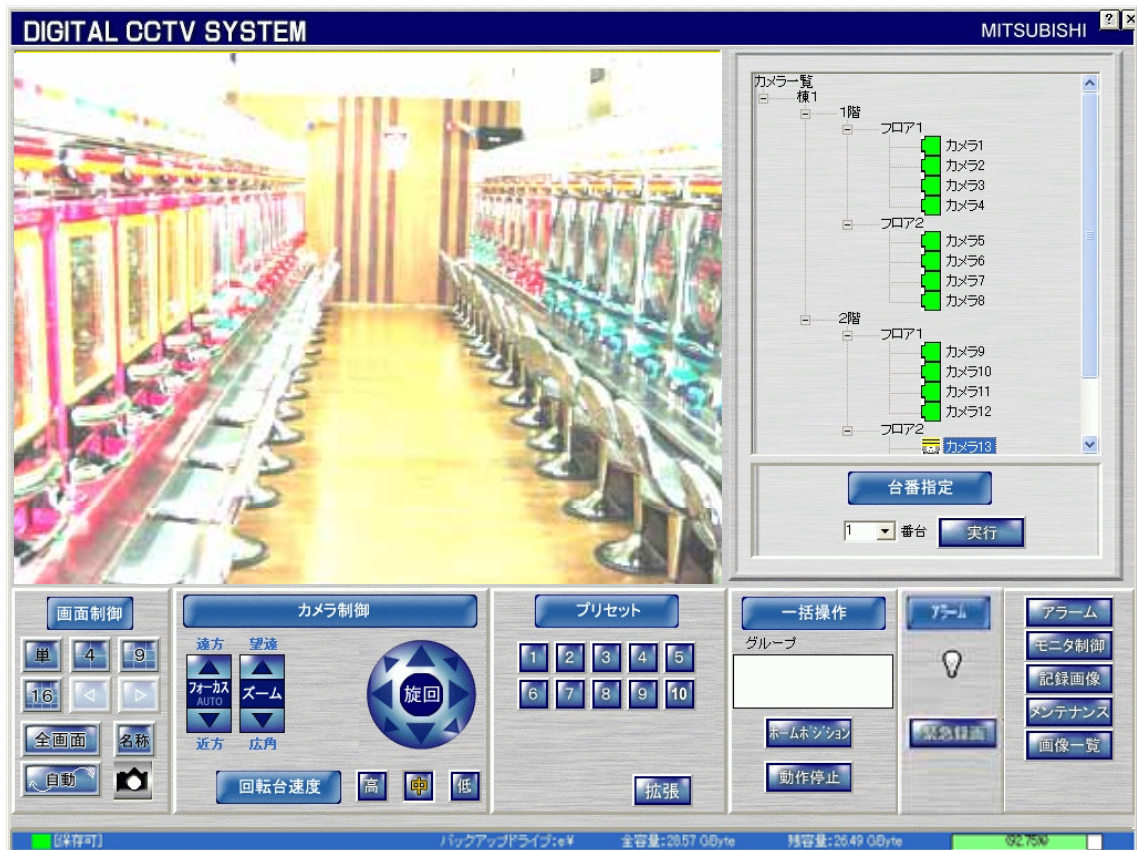 DIGITAL CCTV SYSTEM
MITSUBISHI
カメラ一覧
棟1
1階
フロア1
カメラ1
カメラ2
カメラ3
カメラ4
フロア2
カメラ5
カメラ6
カメラ7
カメラ8
2階
フロア1
カメラ9
カメラ10
カメラ11
カメラ12
フロア2
カメラ13
台番指定
1 番台 実行
画面制御
単 4 9
16
全画面 名称
自動
カメラ制御
遠方 望遠
フォーカス
AUTO
ズーム
近方 広角
旋回
回転台速度 高 中 低
プリセット
1 2 3 4 5
6 7 8 9 10
拡張
一括操作
グループ
ホームポジション
動作停止
アラーム
緊急録画
アラーム
モニタ制御
記録画像
メンテナンス
画像一覧
[保存可] バックアップドライブ:e¥ 全容量:28.57 GByte 残容量:26.49 GByte (92.75%)